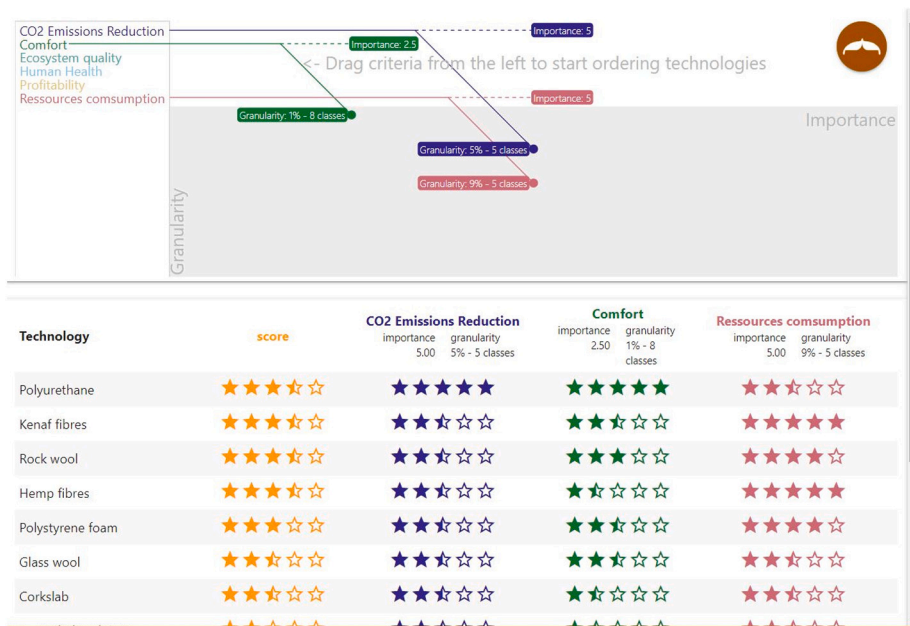 CO2 Emissions Reduction
Importance: 5
Comfort
Importance: 2.5
Ecosystem quality
<- Drag criteria from the left to start ordering technologies
Human Health
Profitability
Ressources comsumption
Importance: 5
Granularity: 1% - 8 classes
Importance
Granularity: 5% - 5 classes
Granularity: 9% - 5 classes
Granularity
Technology
score
CO2 Emissions Reduction
importance granularity
5.00 5% - 5 classes
Comfort
importance granularity
2.50 1% - 8
classes
Ressources comsumption
importance granularity
5.00 9% - 5 classes
Polyurethane
Kenaf fibres
Rock wool
Hemp fibres
Polystyrene foam
Glass wool
Corkslab